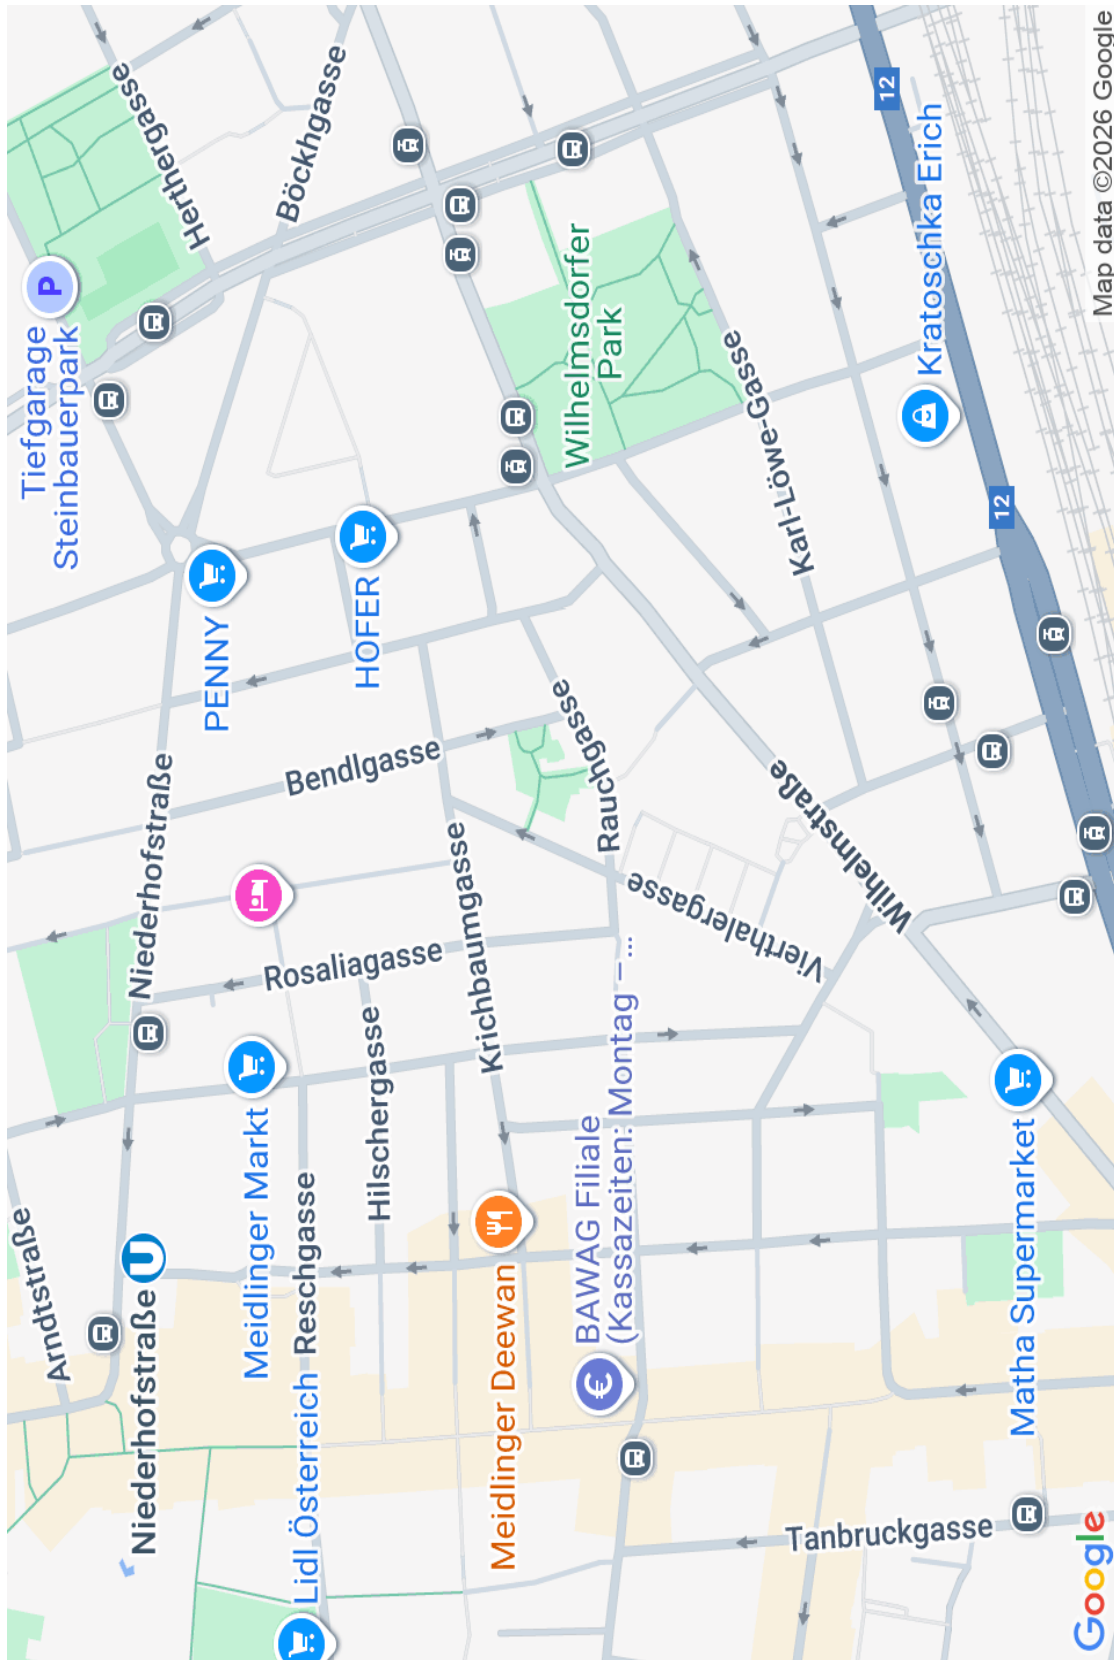 Arndtstraße
Niederhofstraße
Niederhofstraße
U
Meidlinger Markt
Lidl Österreich
Reschgasse
Hilschergasse
Meidlinger Deewan
BAWAG Filiale
(Kassazeiten: Montag – ...
Tanbruckgasse
Matha Supermarket
Krichbaumgasse
Rosaliagasse
Vierthalergasse
Wilhelmstraße
Rauchgasse
Bendlgasse
PENNY
HOFER
Tiefgarage
Steinbauerpark
P
Herthergasse
Böckhgasse
Wilhelmsdorfer
Park
Karl-Löwe-Gasse
Kratoschka Erich
12
12
Google
Map data ©2026 Google